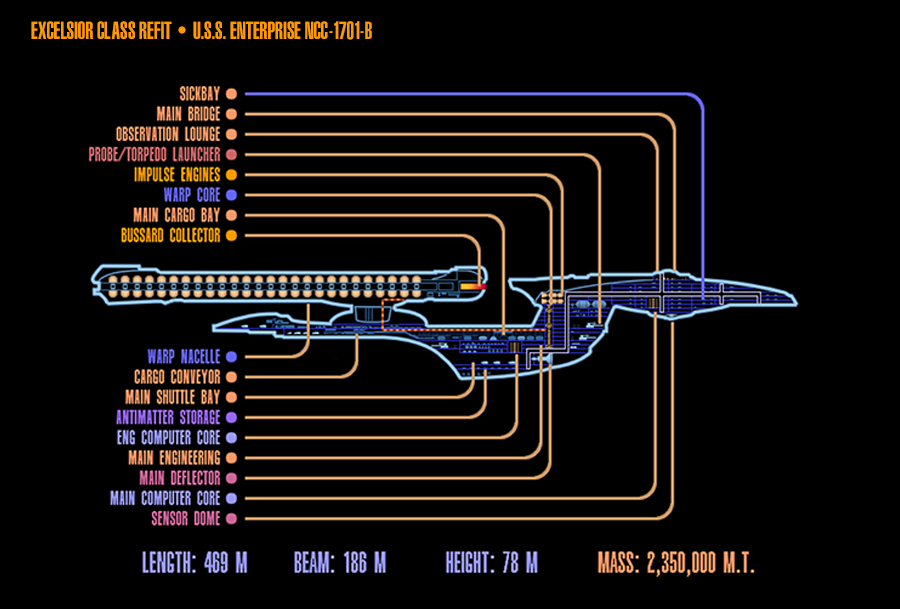 EXCELSIOR CLASS REFIT • U.S.S. ENTERPRISE NCC-1701-B
SICKBAY
MAIN BRIDGE
OBSERVATION LOUNGE
PROBE/TORPEDO LAUNCHER
IMPULSE ENGINES
WARP CORE
MAIN CARGO BAY
BUSSARD COLLECTOR
WARP NACELLE
CARGO CONVEYOR
MAIN SHUTTLE BAY
ANTIMATTER STORAGE
ENG COMPUTER CORE
MAIN ENGINEERING
MAIN DEFLECTOR
MAIN COMPUTER CORE
SENSOR DOME
LENGTH: 469 M BEAM: 186 M HEIGHT: 78 M MASS: 2,350,000 M.T.